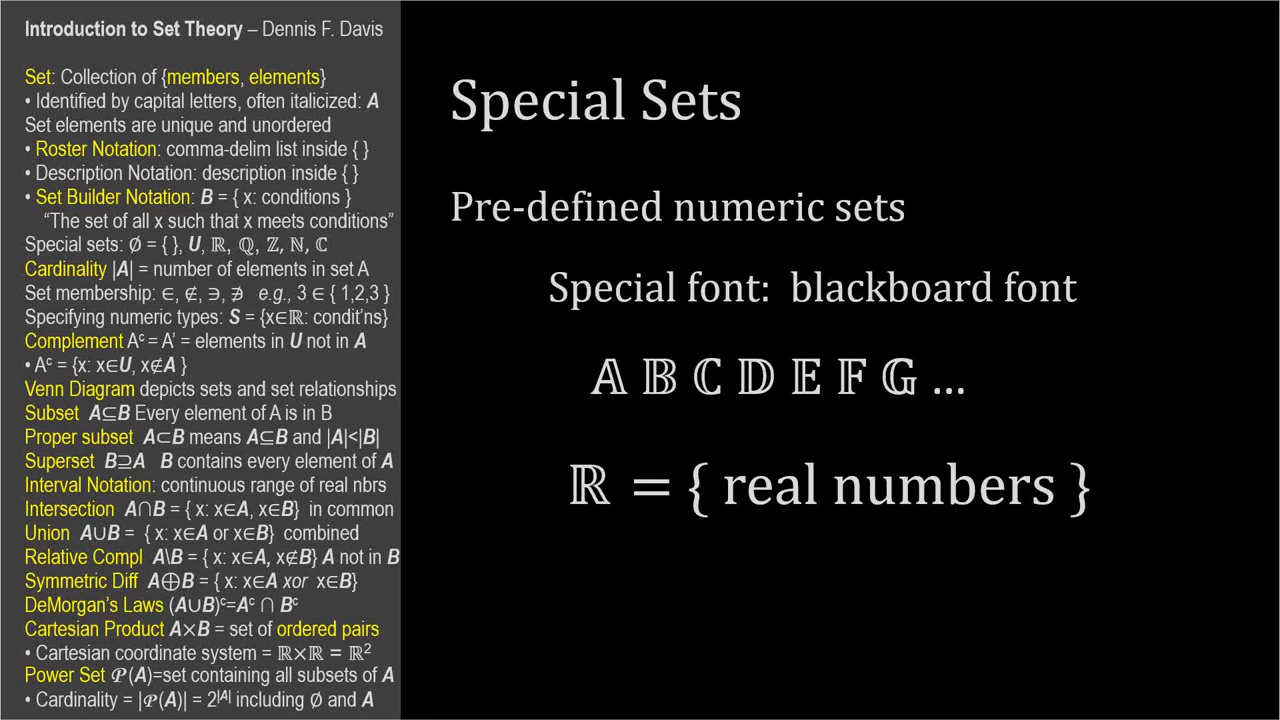 Introduction to Set Theory – Dennis F. Davis
Set: Collection of {members, elements}
• Identified by capital letters, often italicized: A
Set elements are unique and unordered
• Roster Notation: comma-delim list inside { }
• Description Notation: description inside { }
• Set Builder Notation: B = { x: conditions }
“The set of all x such that x meets conditions”
Special sets: ∅ = { }, U, ℝ, ℚ, ℤ, ℕ, ℂ
Cardinality |A| = number of elements in set A
Set membership: ∈, ∉, ∋, ∌ e.g., 3 ∈ { 1,2,3 }
Specifying numeric types: S = {x∈ℝ: condit’ns}
Complement Aᶜ = A’ = elements in U not in A
• Aᶜ = {x: x∈U, x∉A }
Venn Diagram depicts sets and set relationships
Subset A⊆B Every element of A is in B
Proper subset A⊂B means A⊆B and |A|<|B|
Superset B⊇A B contains every element of A
Interval Notation: continuous range of real nbrs
Intersection A∩B = { x: x∈A, x∈B} in common
Union A∪B = { x: x∈A or x∈B} combined
Relative Compl A\B = { x: x∈A, x∉B} A not in B
Symmetric Diff A⨁B = { x: x∈A xor x∈B}
DeMorgan’s Laws (A∪B)ᶜ=Aᶜ ∩ Bᶜ
Cartesian Product A×B = set of ordered pairs
• Cartesian coordinate system = ℝ×ℝ = ℝ²
Power Set 𝒫(A)=set containing all subsets of A
• Cardinality = |𝒫(A)| = 2^|A| including ∅ and A
Special Sets
Pre-defined numeric sets
Special font: blackboard font
𝔸 𝔹 ℂ 𝔻 𝔼 𝔽 𝔾 …
ℝ = { real numbers }